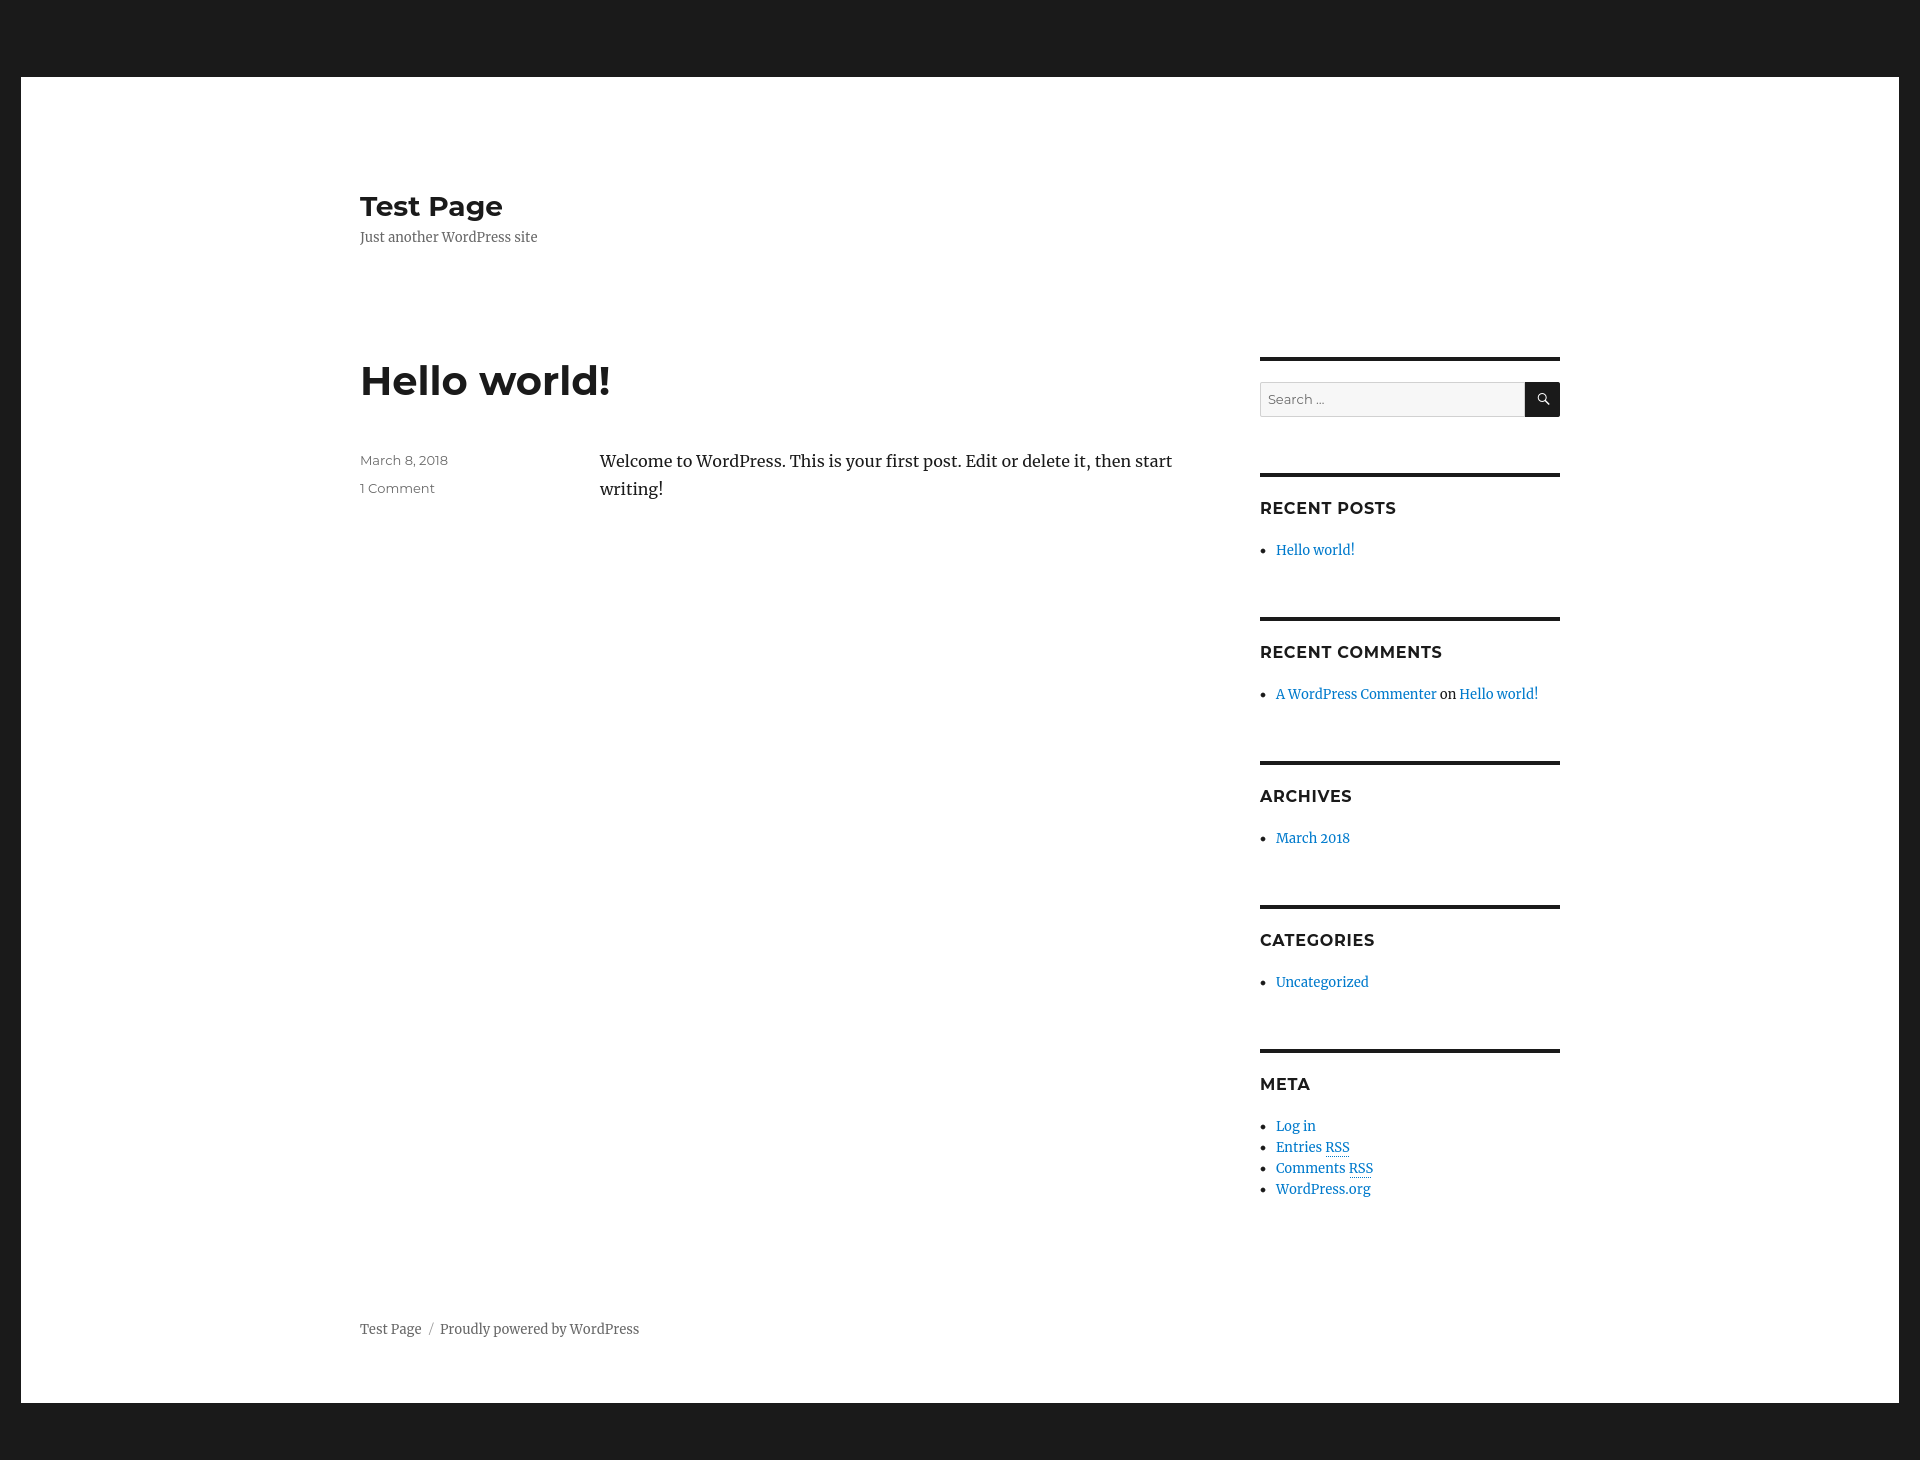 Test Page
Just another WordPress site
Hello world!
March 8, 2018
1 Comment
Welcome to WordPress. This is your first post. Edit or delete it, then start
writing!
Search …
RECENT POSTS
Hello world!
RECENT COMMENTS
A WordPress Commenter on Hello world!
ARCHIVES
March 2018
CATEGORIES
Uncategorized
META
Log in
Entries RSS
Comments RSS
WordPress.org
Test Page / Proudly powered by WordPress